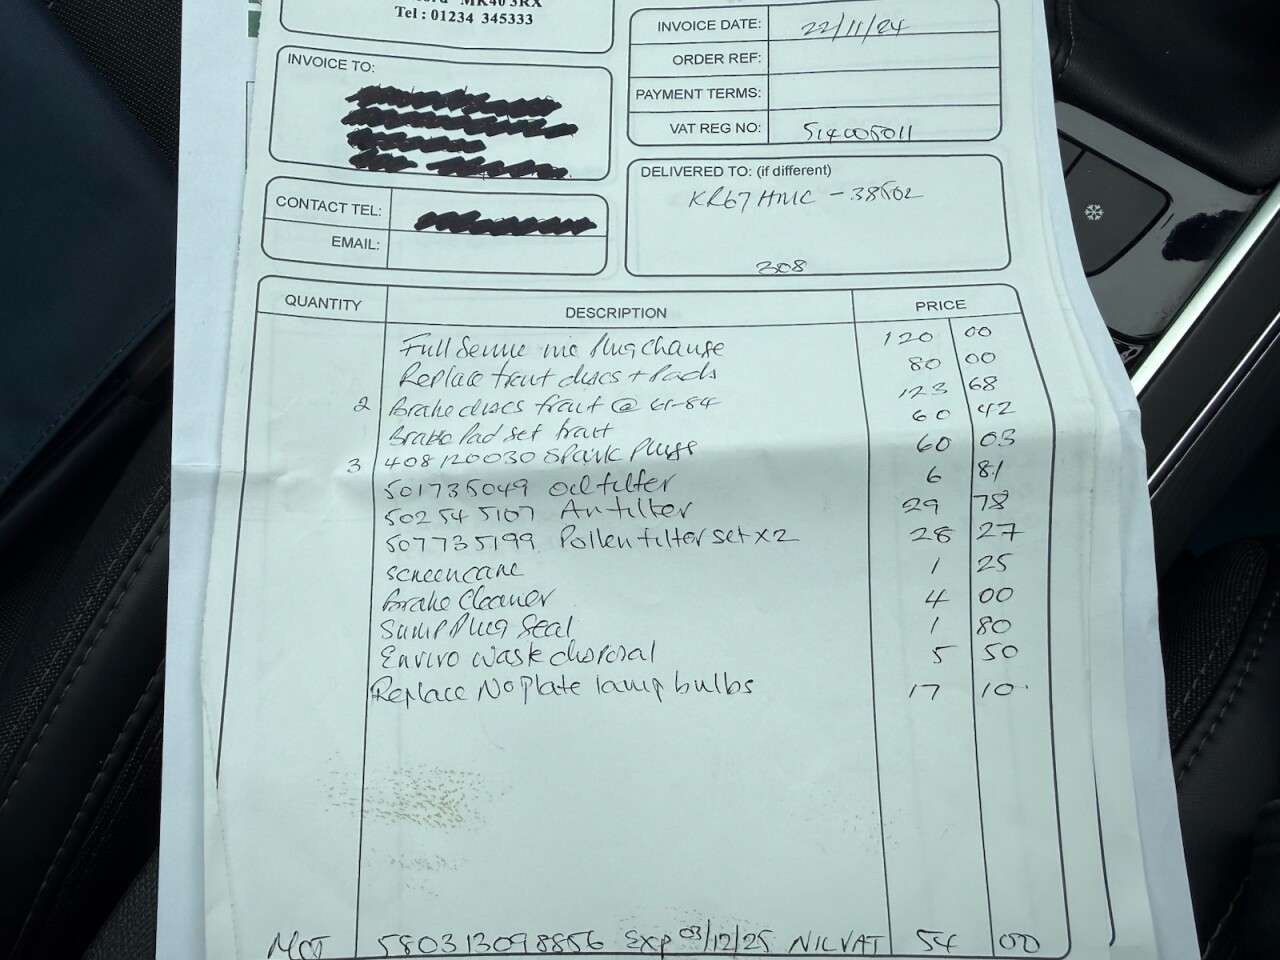 MK40 3RX
Tel : 01234 345333
INVOICE DATE: 22/11/24
ORDER REF:
PAYMENT TERMS:
VAT REG NO: 514005011
INVOICE TO:
CONTACT TEL:
EMAIL:
DELIVERED TO: (if different)
KR67 HMC - 38502
308
QUANTITY DESCRIPTION PRICE
Full Service inc plug change 120 00
Replace front discs + Pads 80 00
2 Brake discs front @ 61-84 123 68
Brake Pad set front 60 42
3 408120030 Spark Plugs 60 03
501735049 Oil filter 6 81
502545107 Air filter 29 78
507735199 Pollen filter set x 2 28 27
Screencare 1 25
Brake Cleaner 4 00
Sump Plug Seal 1 80
Enviro waste disposal 5 50
Replace No Plate lamp bulbs 17 10
MOT 580313098856 Exp 03/12/25 NIL VAT 54 00